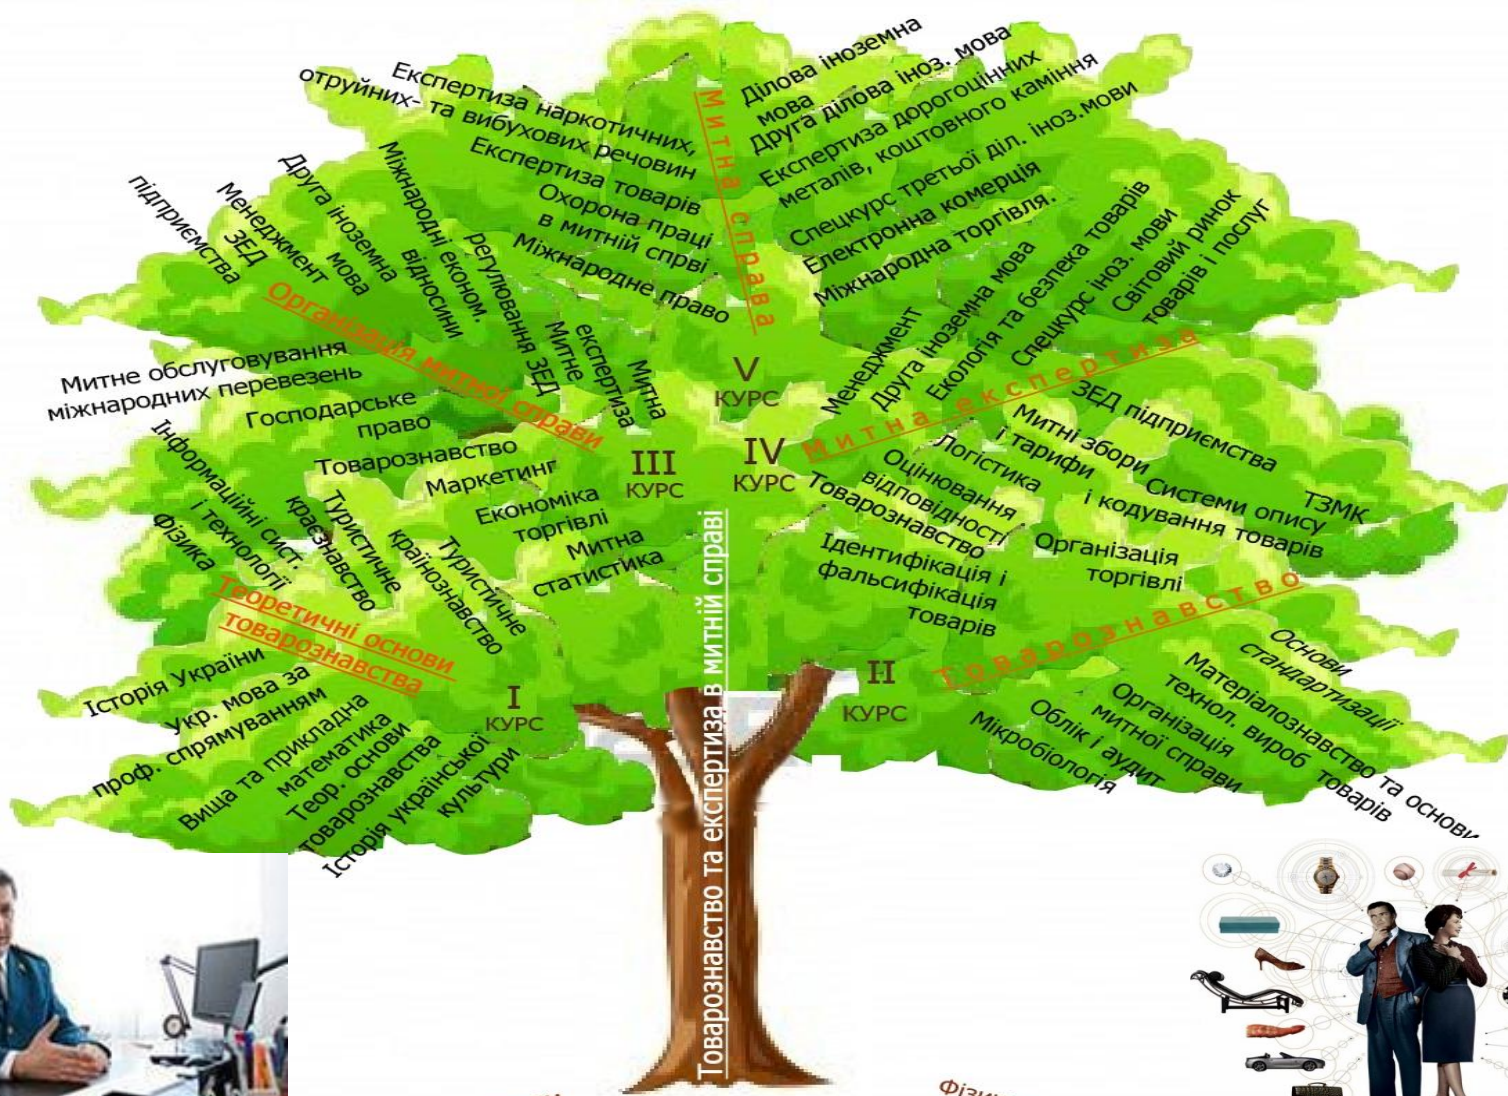 Експертиза наркотичних,
отруйних- та вибухових речовин
Експертиза товарів
Охорона праці
в митній спрві
Міжнародне право
Митна справа
Ділова іноземна
мова
Друга ділова іноз. мова
Експертиза дорогоцінних
металів, коштовного каміння
Спецкурс третьої діл. іноз.мови
Електронна комерція
Міжнародна торгівля.
V
КУРС
ЗЕД
підприємства
Менеджмент
Друга іноземна
мова
Міжнародні економ.
відносини
Регулювання ЗЕД
Митне
експертиза
Митна
Організація митної справи
Митне обслуговування
міжнародних перевезень
Господарське
право
Товарознавство
Маркетинг
Економіка
торгівлі
Митна
статистика
III
КУРС
Менеджмент
Друга іноземна мова
Екологія та безпека товарів
Спецкурс іноз. мови
Світовий ринок
товарів і послуг
Митна експертиза
IV
КУРС
ЗЕД підприємства
Митні збори
і тарифи
Логістика
Оцінювання
відповідності
Товарознавство
ТЗМК
Системи опису
і кодування товарів
Організація
торгівлі
Ідентифікація і
фальсифікація
товарів
Товарознавство
II
КУРС
Основи
стандартизації
Матеріалознавство та основи
технол. вироб товарів
Організація
митної справи
Облік і аудит
Мікробіологія
Інформаційні сист.
і технології
Фізика
Туристичне
краєзнавство
Туристичне
країнознавство
Теоретичні основи
товарознавства
I
КУРС
Історія України
Укр. мова за
проф. спрямуванням
Вища та прикладна
математика
Теор. основи
товарознавства
Історія української
культури
Товарознавство та експертиза в митній справі